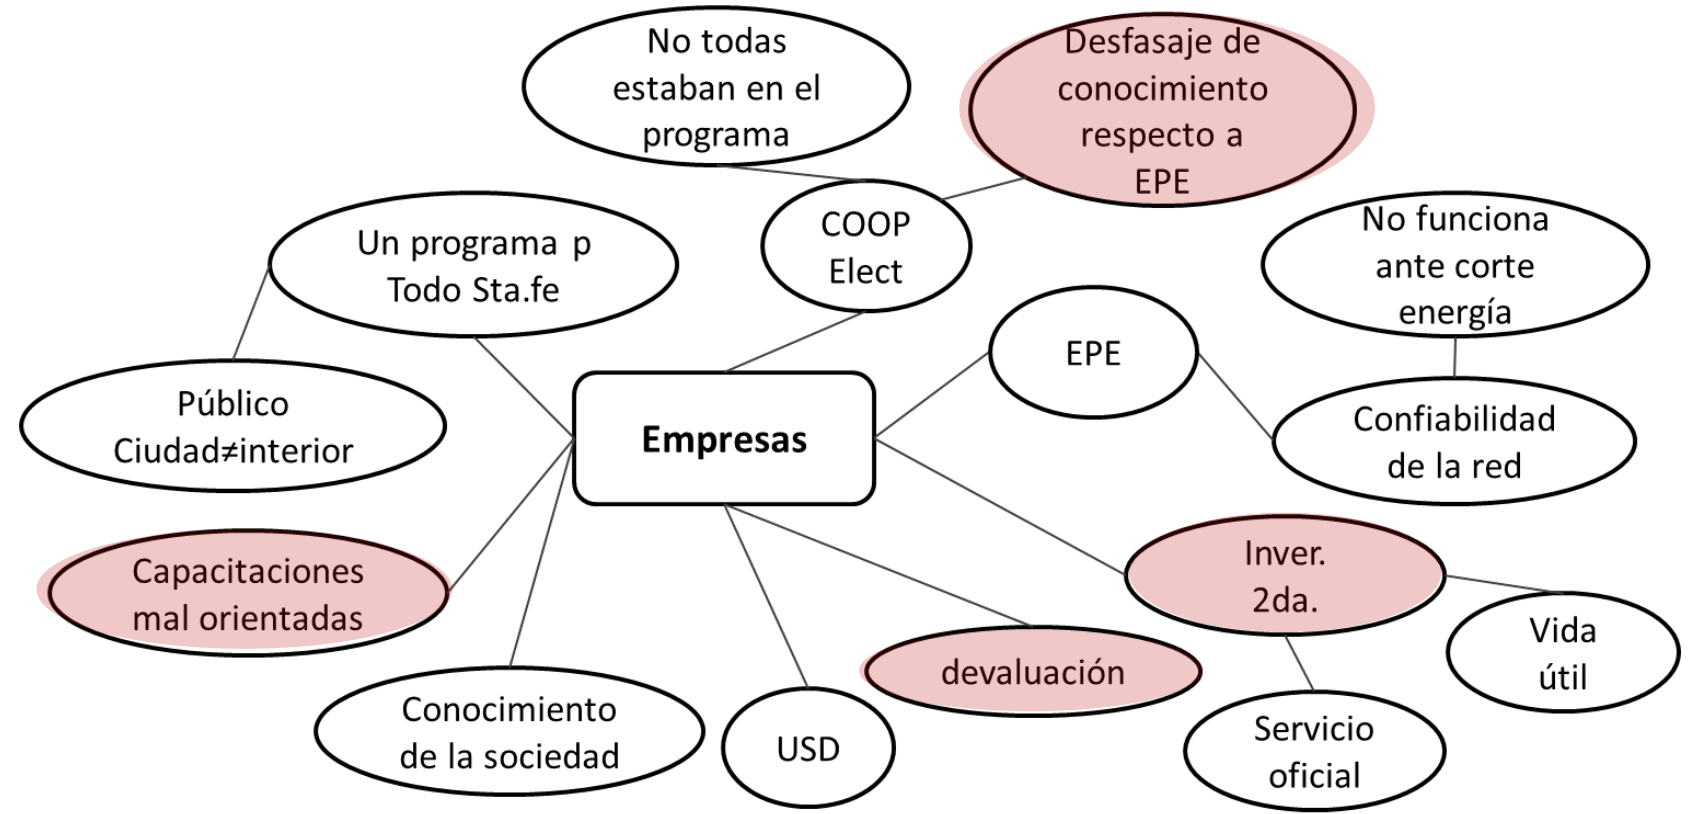 No todas
estaban en el
programa
Desfasaje de
conocimiento
respecto a
EPE
COOP
Elect
Un programa p
Todo Sta.fe
No funciona
ante corte
energía
EPE
Público
Ciudad≠interior
Empresas
Confiabilidad
de la red
Capacitaciones
mal orientadas
Inver.
2da.
Vida
útil
devaluación
Conocimiento
de la sociedad
USD
Servicio
oficial